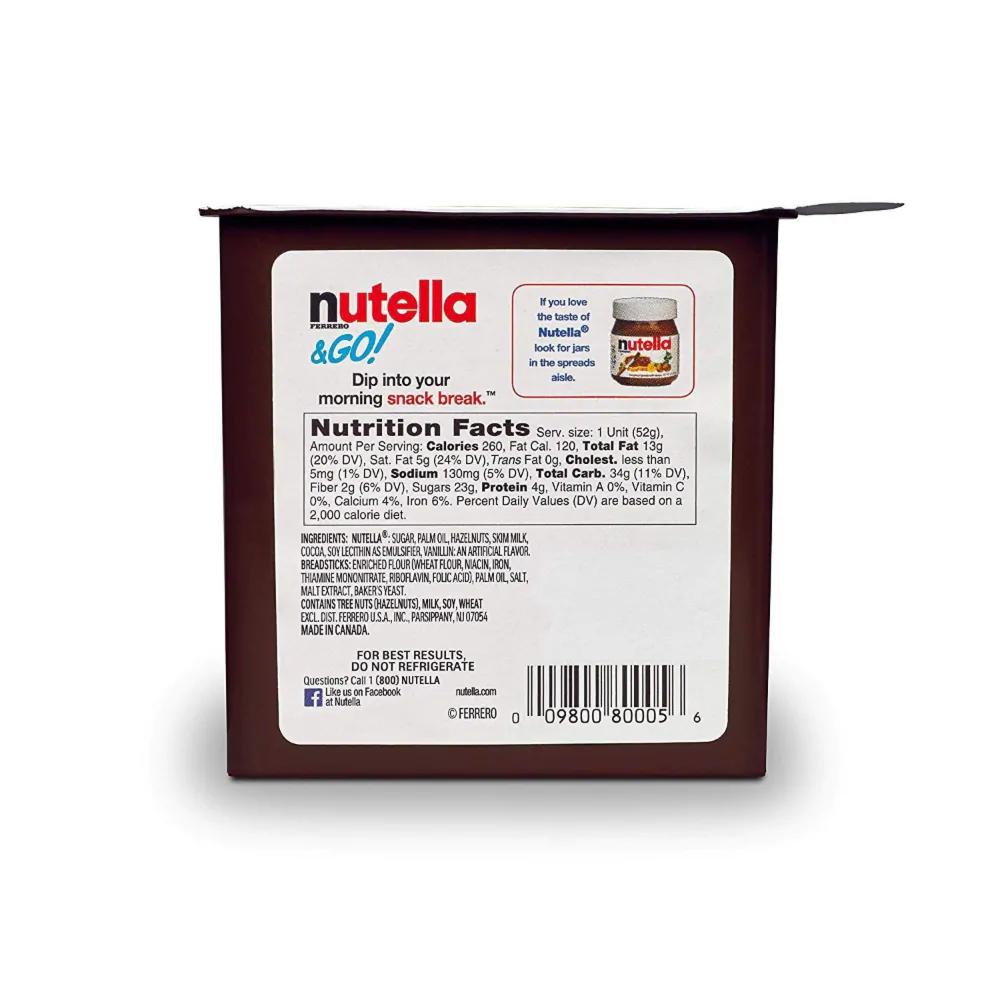 nutella
FERRERO
&GO!
Dip into your
morning snack break.™
If you love
the taste of
Nutella®
look for jars
in the spreads
aisle.
nutella
Nutrition Facts Serv. size: 1 Unit (52g),
Amount Per Serving: Calories 260, Fat Cal. 120, Total Fat 13g
(20% DV), Sat. Fat 5g (24% DV), Trans Fat 0g, Cholest. less than
5mg (1% DV), Sodium 130mg (5% DV), Total Carb. 34g (11% DV),
Fiber 2g (6% DV), Sugars 23g, Protein 4g, Vitamin A 0%, Vitamin C
0%, Calcium 4%, Iron 6%. Percent Daily Values (DV) are based on a
2,000 calorie diet.
INGREDIENTS: NUTELLA®: SUGAR, PALM OIL, HAZELNUTS, SKIM MILK,
COCOA, SOY LECITHIN AS EMULSIFIER, VANILLIN: AN ARTIFICIAL FLAVOR.
BREADSTICKS: ENRICHED FLOUR (WHEAT FLOUR, NIACIN, IRON,
THIAMINE MONONITRATE, RIBOFLAVIN, FOLIC ACID), PALM OIL, SALT,
MALT EXTRACT, BAKER'S YEAST.
CONTAINS TREE NUTS (HAZELNUTS), MILK, SOY, WHEAT
EXCL. DIST. FERRERO U.S.A., INC., PARSIPPANY, NJ 07054
MADE IN CANADA.
FOR BEST RESULTS,
DO NOT REFRIGERATE
Questions? Call 1 (800) NUTELLA
f Like us on Facebook
at Nutella
nutella.com
© FERRERO
0 09800 80005 6